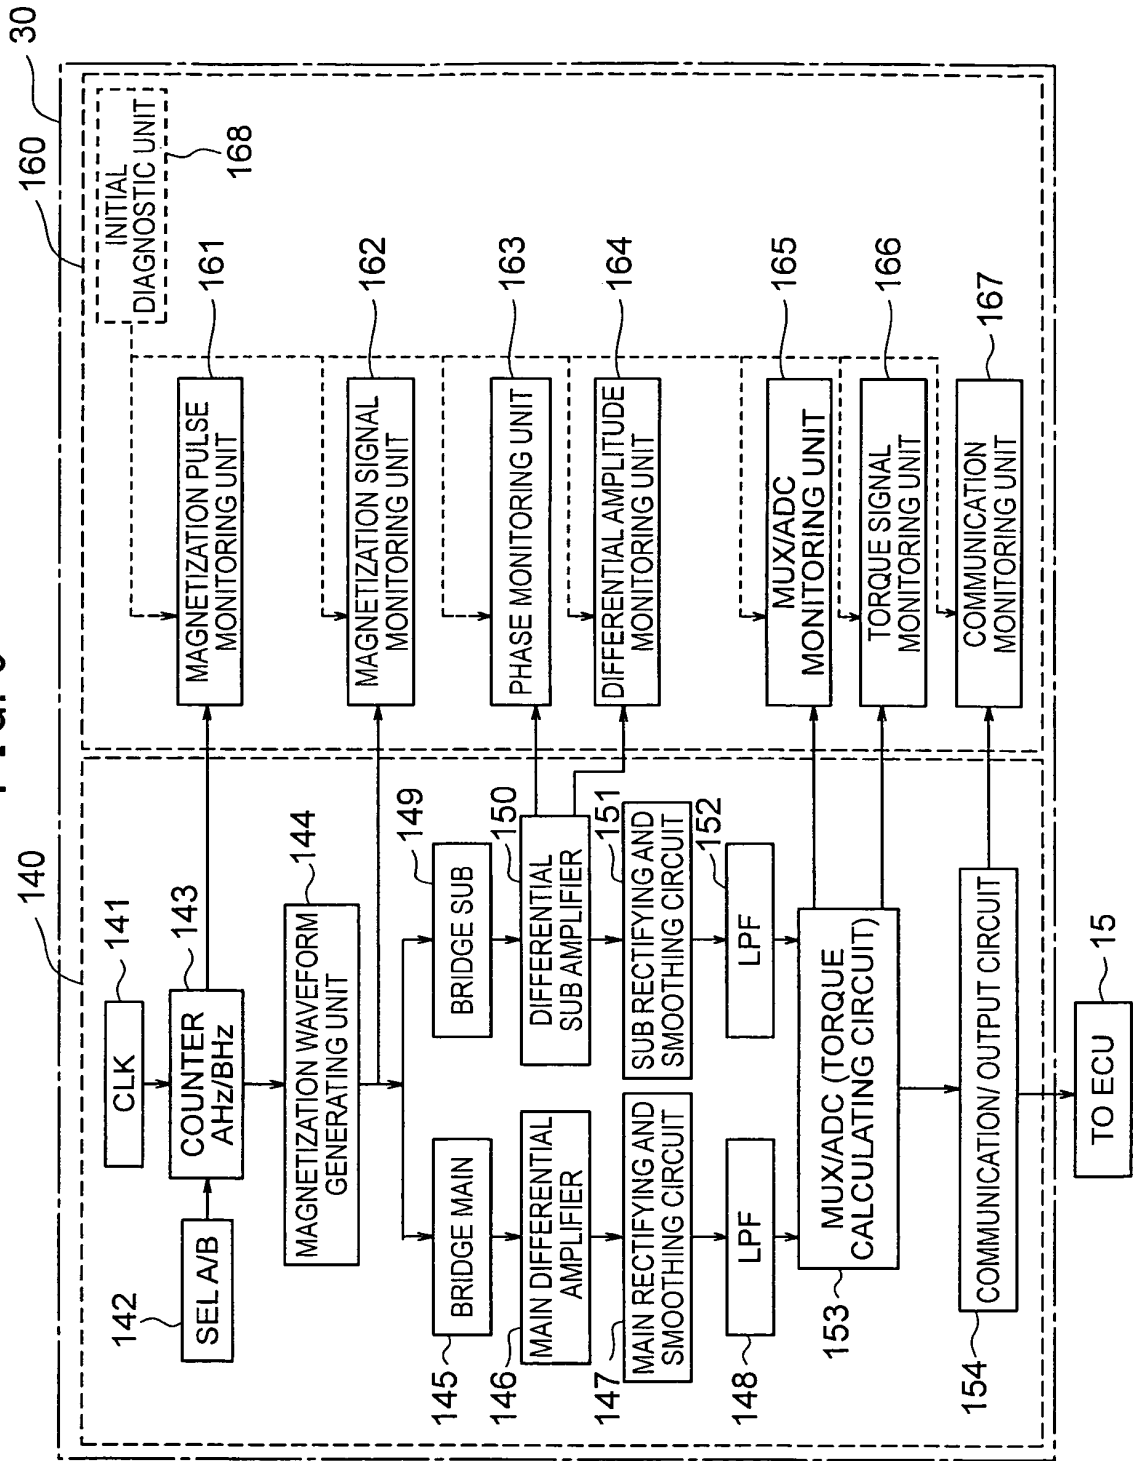 30
160
140
INITIAL
DIAGNOSTIC UNIT
168
CLK
141
SEL A/B
142
COUNTER
AHz/BHz
143
MAGNETIZATION PULSE
MONITORING UNIT
161
MAGNETIZATION WAVEFORM
GENERATING UNIT
144
MAGNETIZATION SIGNAL
MONITORING UNIT
162
BRIDGE MAIN
145
BRIDGE SUB
149
MAIN DIFFERENTIAL
AMPLIFIER
146
DIFFERENTIAL
SUB AMPLIFIER
150
PHASE MONITORING UNIT
163
DIFFERENTIAL AMPLITUDE
MONITORING UNIT
164
MAIN RECTIFYING AND
SMOOTHING CIRCUIT
147
SUB RECTIFYING AND
SMOOTHING CIRCUIT
151
LPF
148
LPF
152
MUX/ADC (TORQUE
CALCULATING CIRCUIT)
153
MUX/ADC
MONITORING UNIT
165
TORQUE SIGNAL
MONITORING UNIT
166
COMMUNICATION/ OUTPUT CIRCUIT
154
COMMUNICATION
MONITORING UNIT
167
TO ECU
15